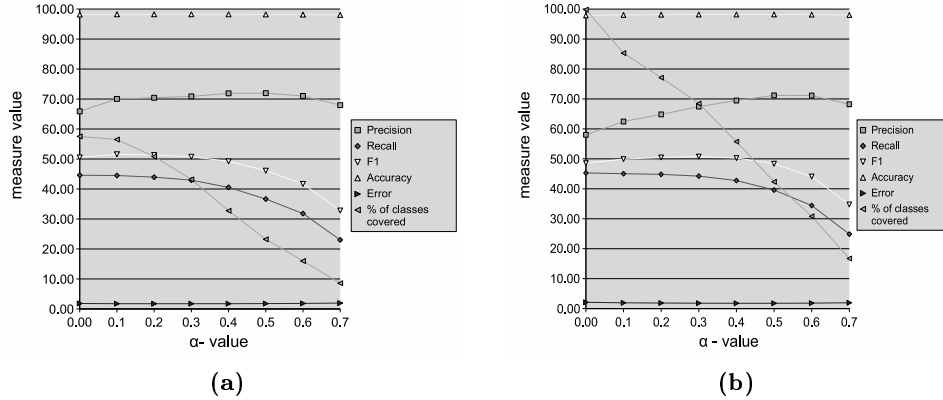 100.00
90.00
80.00
70.00
60.00
50.00
40.00
30.00
20.00
10.00
0.00
measure value
0.00 0.1 0.2 0.3 0.4 0.5 0.6 0.7
α- value
Precision
Recall
F1
Accuracy
Error
% of classes
covered
(a)
100.00
90.00
80.00
70.00
60.00
50.00
40.00
30.00
20.00
10.00
0.00
measure value
0.00 0.1 0.2 0.3 0.4 0.5 0.6 0.7
α - value
Precision
Recall
F1
Accuracy
Error
% of classes
covered
(b)